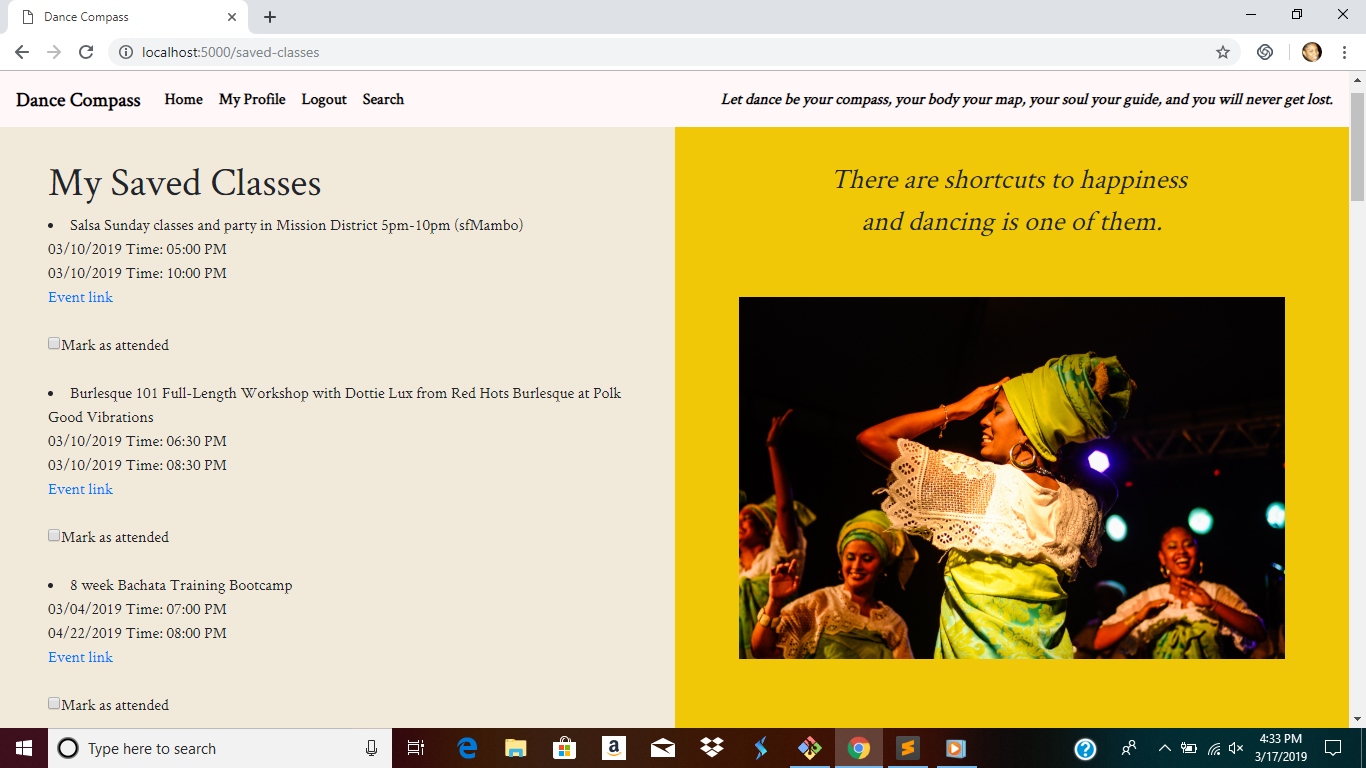 Dance Compass
localhost:5000/saved-classes
Dance Compass Home My Profile Logout Search Let dance be your compass, your body your map, your soul your guide, and you will never get lost.
My Saved Classes
• Salsa Sunday classes and party in Mission District 5pm-10pm (sfMambo)
03/10/2019 Time: 05:00 PM
03/10/2019 Time: 10:00 PM
Event link
Mark as attended
• Burlesque 101 Full-Length Workshop with Dottie Lux from Red Hots Burlesque at Polk
Good Vibrations
03/10/2019 Time: 06:30 PM
03/10/2019 Time: 08:30 PM
Event link
Mark as attended
• 8 week Bachata Training Bootcamp
03/04/2019 Time: 07:00 PM
04/22/2019 Time: 08:00 PM
Event link
Mark as attended
There are shortcuts to happiness
and dancing is one of them.
Type here to search
a
4:33 PM
3/17/2019